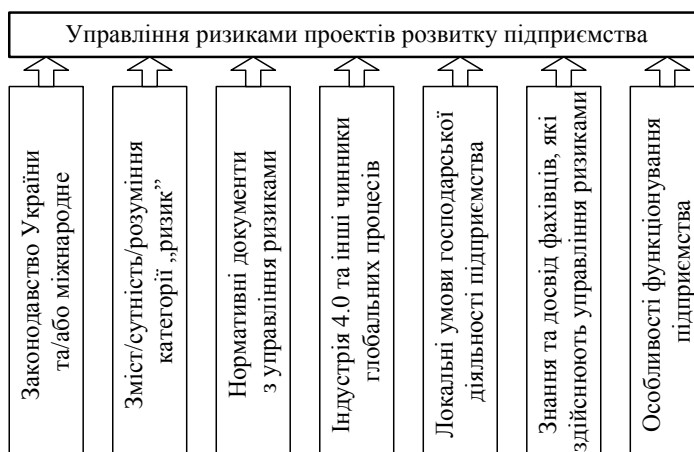 Управління ризиками проектів розвитку підприємства
Законодавство України
та/або міжнародне
Зміст/сутність/розуміння
категорії „ризик”
Нормативні документи
з управління ризиками
Індустрія 4.0 та інші чинники
глобальних процесів
Локальні умови господарської
діяльності підприємства
Знання та досвід фахівців, які
здійснюють управління ризиками
Особливості функціонування
підприємства